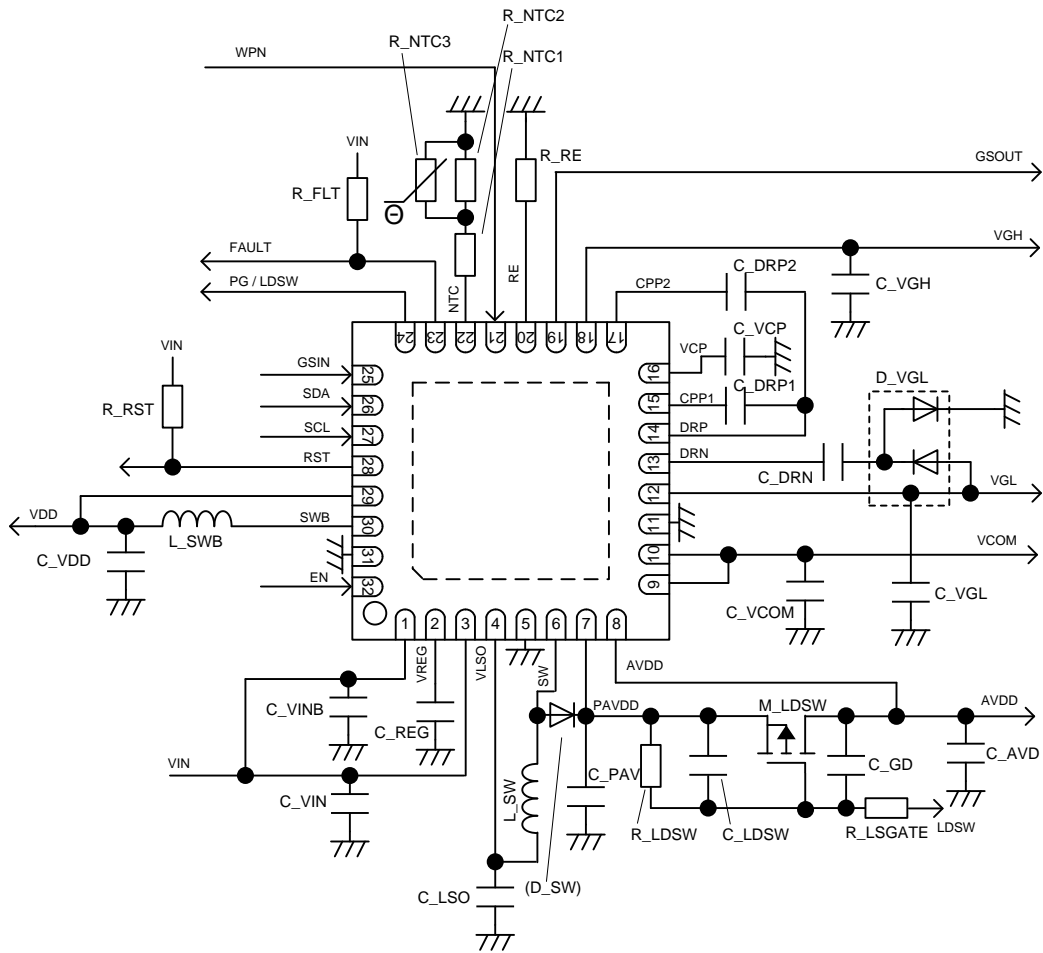 R_NTC2
R_NTC3
R_NTC1
WPN
VIN
R_RE
GSOUT
R_FLT
Θ
FAULT
VGH
PG / LDSW
NTC
RE
CPP2
C_DRP2
C_VGH
24
23
22
21
20
19
18
17
C_VCP
VIN
GSIN
25
VCP
16
D_VGL
R_RST
SDA
26
CPP1
15
C_DRP1
SCL
27
DRP
14
RST
28
DRN
13
C_DRN
29
12
VGL
VDD
L_SWB
SWB
30
11
C_VDD
31
10
VCOM
EN
32
9
C_VCOM
C_VGL
1
2
3
4
5
6
7
8
VREG
VLSO
SW
AVDD
C_VINB
C_REG
PAVDD
M_LDSW
AVDD
VIN
C_VIN
L_SW
C_PAV
C_GD
C_AVD
R_LDSW
C_LDSW
R_LSGATE
LDSW
C_LSO
(D_SW)